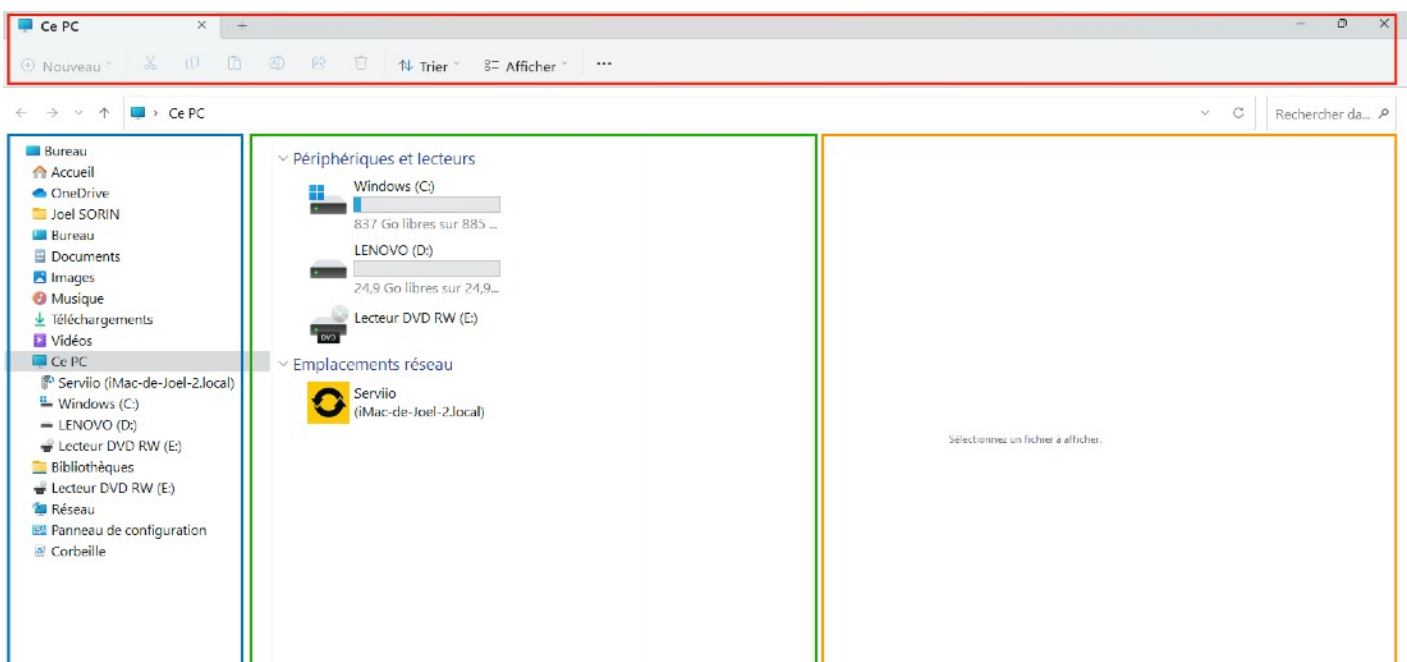 Ce PC
Nouveau
Trier
Afficher
Ce PC
Rechercher da...
Bureau
Accueil
OneDrive
Joel SORIN
Bureau
Documents
Images
Musique
Téléchargements
Vidéos
Ce PC
Serviio (iMac-de-Joel-2.local)
Windows (C:)
LENOVO (D:)
Lecteur DVD RW (E:)
Bibliothèques
Lecteur DVD RW (E:)
Réseau
Panneau de configuration
Corbeille
Périphériques et lecteurs
Windows (C:)
837 Go libres sur 885 ...
LENOVO (D:)
24,9 Go libres sur 24,9...
Lecteur DVD RW (E:)
DVD
Emplacements réseau
Serviio
(iMac-de-Joel-2.local)
Sélectionnez un fichier à afficher.